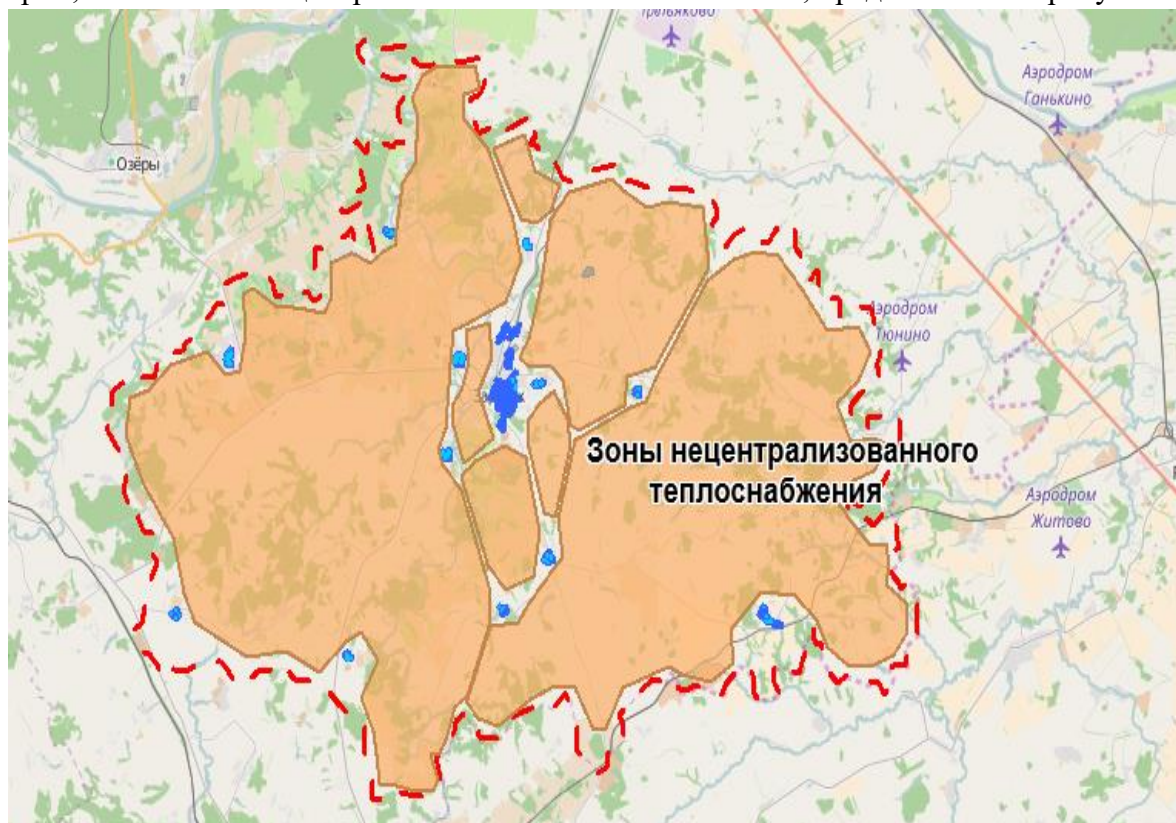 Аэродром
Ганькино
Озёры
Аэродром
Тюнино
Зоны нецентрализованного
теплоснабжения
Аэродром
Житово